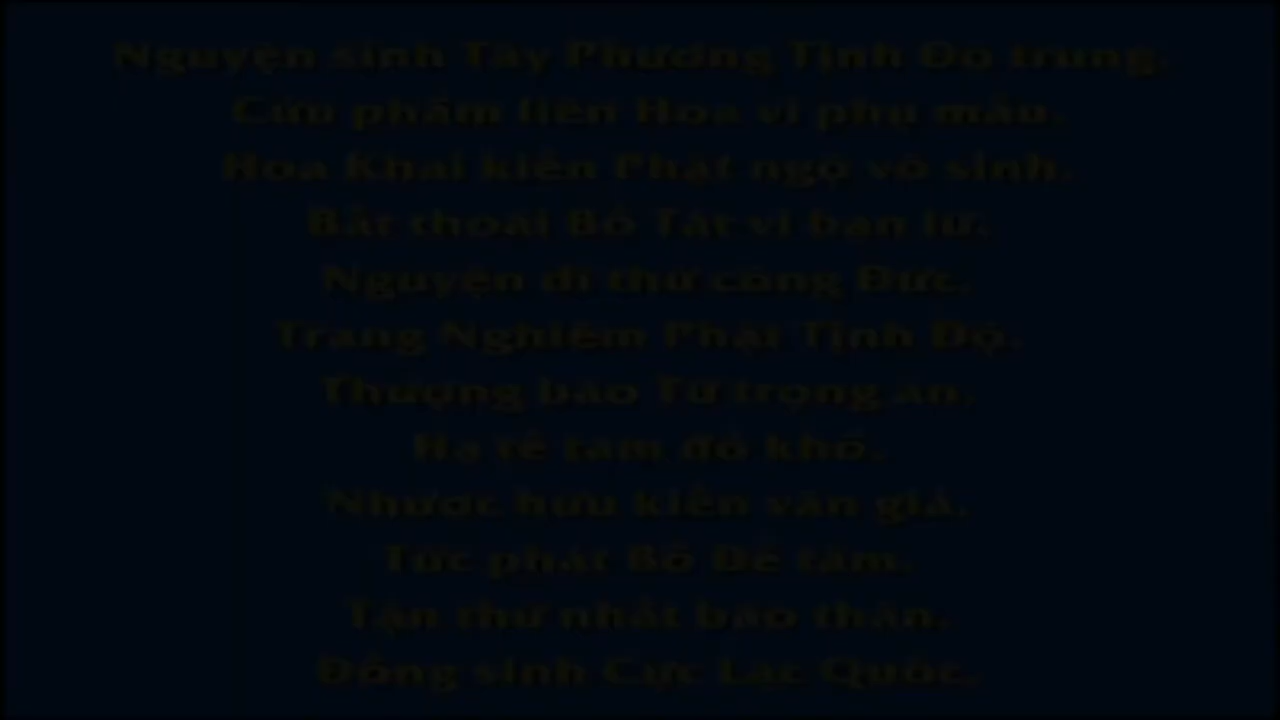 Nguyện sinh Tây Phương Tịnh Độ trung.
Cửu phẩm liên Hoa vi phụ mẫu.
Hoa Khai kiến Phật ngộ vô sinh.
Bất thoái Bồ Tát vi bạn lữ.
Nguyện dĩ thử công Đức.
Trang Nghiêm Phật Tịnh Độ.
Thượng báo Tứ trọng ân.
Hạ tế tam đồ khổ.
Nhược hữu kiến văn giả.
Tức phát Bồ Đề tâm.
Tận thử nhất báo thân.
Đồng sinh Cực Lạc Quốc.